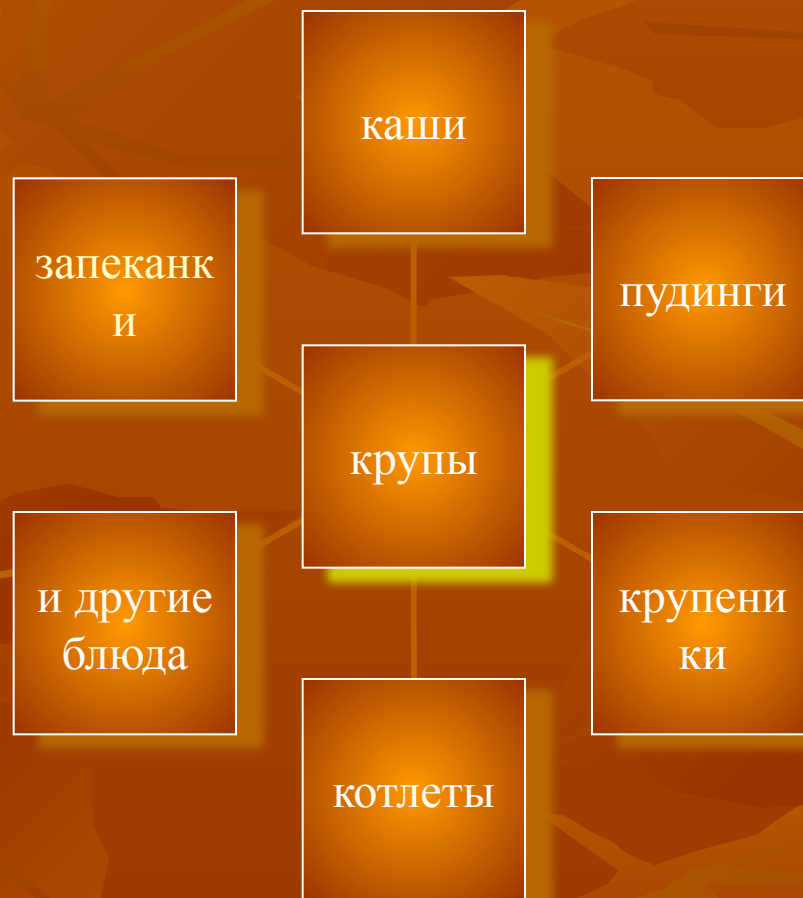 каши
запеканк
и
пудинги
крупы
и другие
блюда
крупени
ки
котлеты